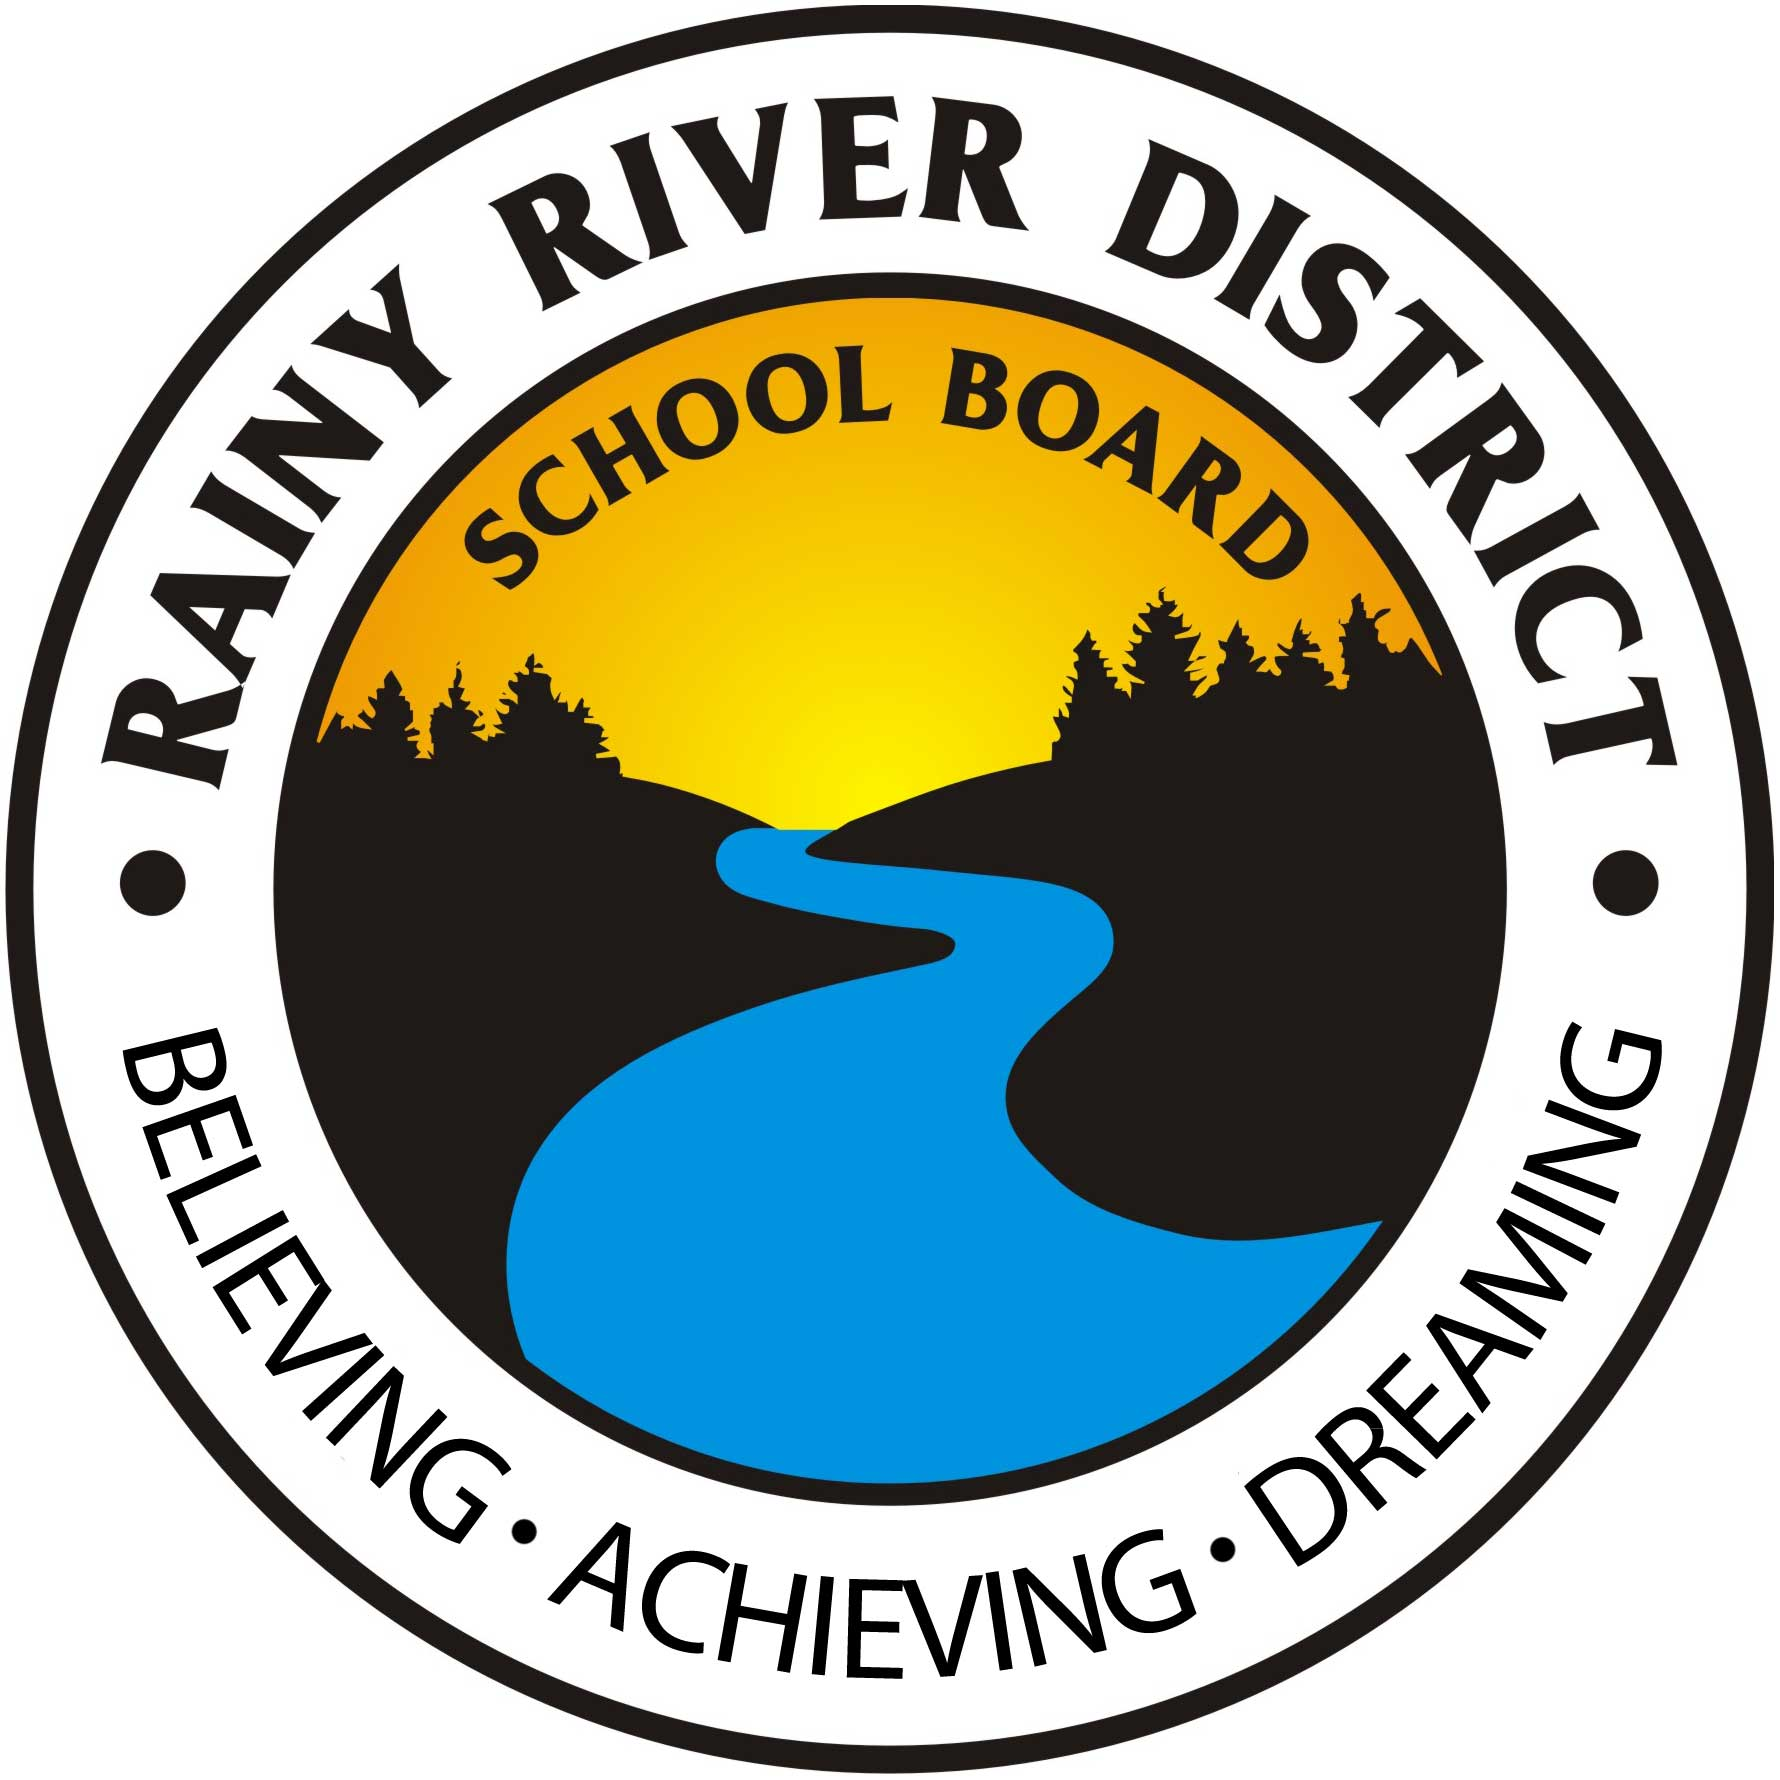 RAINY RIVER DISTRICT
SCHOOL BOARD
BELIEVING • ACHIEVING • DREAMING